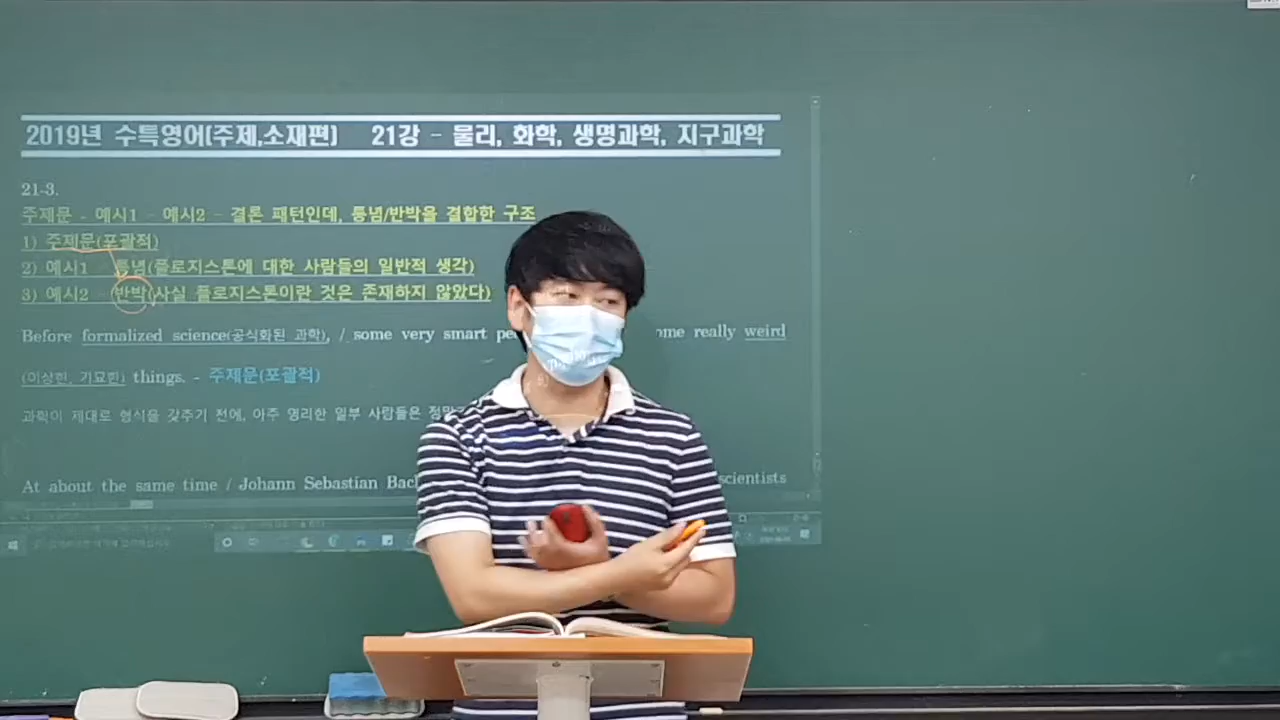 2019년 수특영어(주제,소재편) 21강 - 물리, 화학, 생명과학, 지구과학
21-3.
주제문 - 예시1 - 예시2 - 결론 패턴인데, 통념/반박을 결합한 구조
1) 주제문(포괄적)
2) 예시1 - 통념(플로지스톤에 대한 사람들의 일반적 생각)
3) 예시2 - 반박(사실 플로지스톤이란 것은 존재하지 않았다)
Before formalized science(공식화된 과학), / some very smart really weird
(이상한, 기묘한) things. - 주제문(포괄적)
과학이 제대로 형식을 갖추기 전에, 아주 영리한 일부 사람들은
At about the same time / Johann Sebastian scientists